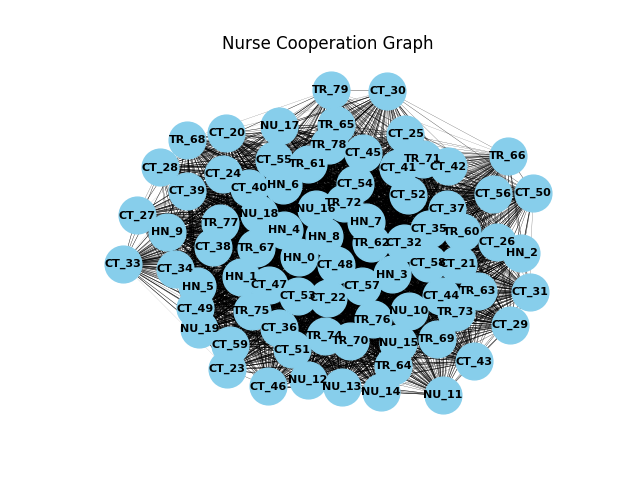 Nurse Cooperation Graph
TR_79
CT_30
NU_17
TR_65
CT_20
CT_25
TR_68
TR_78
CT_45
CT_55
TR_71
TR_66
TR_61
CT_28
CT_41
CT_42
CT_24
HN_6
CT_54
CT_40
CT_39
CT_52
CT_56
CT_50
TR_72
NU_16
CT_37
NU_18
CT_27
TR_77
HN_7
HN_4
CT_35
HN_9
TR_60
HN_8
TR_62
CT_32
CT_26
CT_38
TR_67
HN_2
HN_0
CT_33
CT_48
CT_58
CT_21
CT_34
HN_3
HN_1
CT_47
CT_57
HN_5
TR_63
CT_31
CT_53
CT_22
CT_44
CT_49
TR_75
NU_10
TR_73
TR_76
CT_29
NU_19
CT_36
TR_74
TR_70
TR_69
NU_15
CT_59
CT_51
CT_43
TR_64
CT_23
NU_12
CT_46
NU_13
NU_14
NU_11